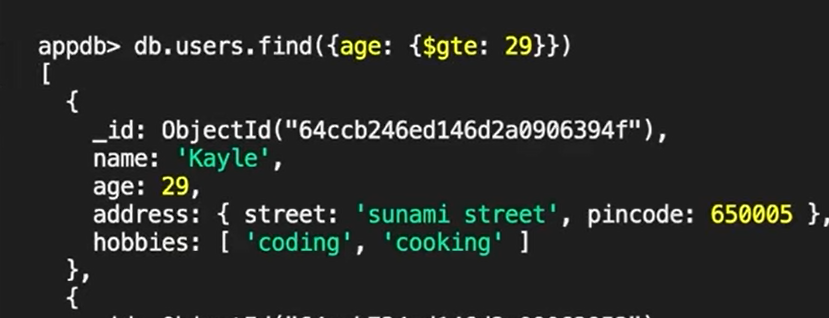 appdb> db.users.find({age: {$gte: 29}})
[
  {
    _id: ObjectId("64ccb246ed146d2a0906394f"),
    name: 'Kayle',
    age: 29,
    address: { street: 'sunami street', pincode: 650005 },
    hobbies: [ 'coding', 'cooking' ]
  },
  {